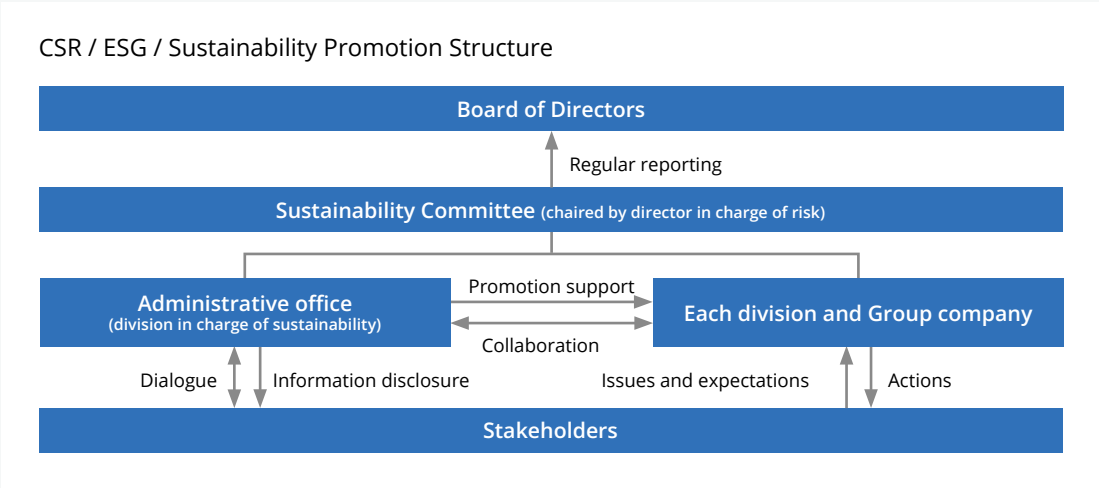 CSR / ESG / Sustainability Promotion Structure
Board of Directors
Regular reporting
Sustainability Committee (chaired by director in charge of risk)
Administrative office
(division in charge of sustainability)
Promotion support
Collaboration
Each division and Group company
Dialogue
Information disclosure
Issues and expectations
Actions
Stakeholders